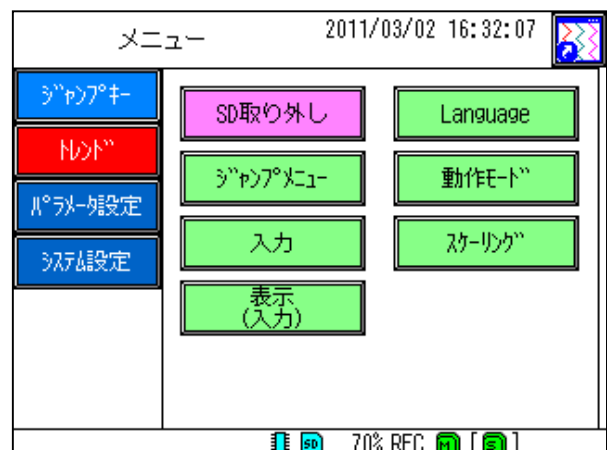 メニュー
2011/03/02 16:32:07
ｼﾞｬﾝﾌﾟｷｰ
ﾄﾚﾝﾄﾞ
ﾊﾟﾗﾒｰﾀ設定
ｼｽﾃﾑ設定
SD取り外し
Language
ｼﾞｬﾝﾌﾟﾒﾆｭｰ
動作ﾓｰﾄﾞ
入力
ｽｹｰﾘﾝｸﾞ
表示
(入力)
SD
70% REC M [S]